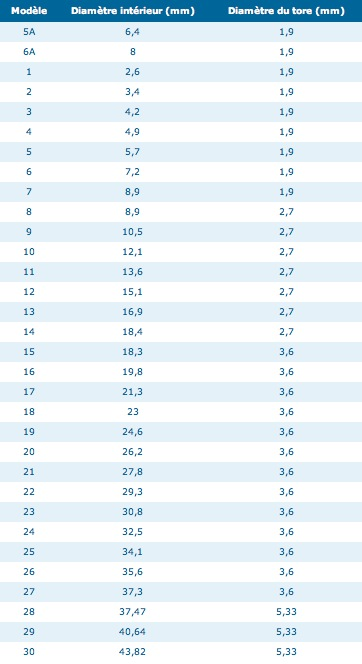 Modèle Diamètre intérieur (mm) Diamètre du tore (mm)
5A 6,4 1,9
6A 8 1,9
1 2,6 1,9
2 3,4 1,9
3 4,2 1,9
4 4,9 1,9
5 5,7 1,9
6 7,2 1,9
7 8,9 1,9
8 8,9 2,7
9 10,5 2,7
10 12,1 2,7
11 13,6 2,7
12 15,1 2,7
13 16,9 2,7
14 18,4 2,7
15 18,3 3,6
16 19,8 3,6
17 21,3 3,6
18 23 3,6
19 24,6 3,6
20 26,2 3,6
21 27,8 3,6
22 29,3 3,6
23 30,8 3,6
24 32,5 3,6
25 34,1 3,6
26 35,6 3,6
27 37,3 3,6
28 37,47 5,33
29 40,64 5,33
30 43,82 5,33